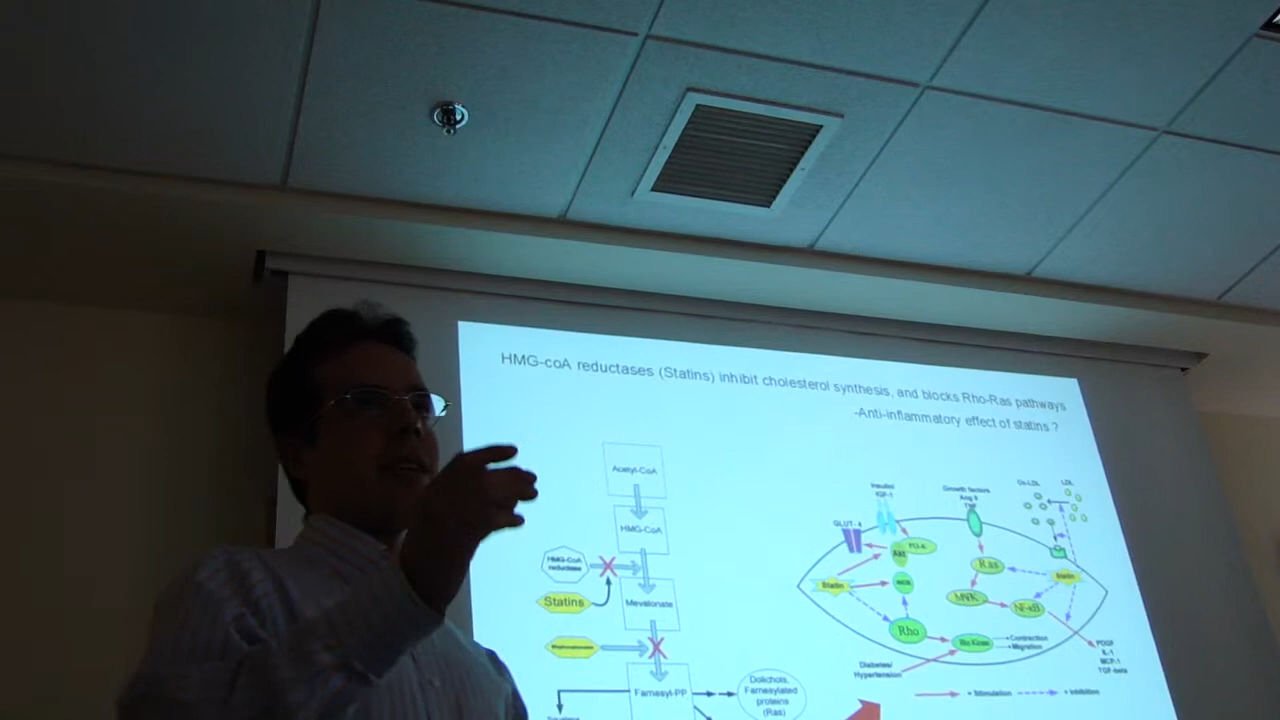 HMG-coA reductases (Statins) inhibit cholesterol synthesis, and blocks Rho-Ras pathways
-Anti-inflammatory effect of statins ?
Acetyl-CoA
HMG-CoA
HMG-CoA
reductase
Statins
Mevalonate
Farnesyl-PP
Dolichols,
Farnesylated
proteins
(Ras)
Insulin/
IGF-1
GLUT-4
Growth factors
Ang II
Ox-LDL
LDL
Akt
PI3-K
Statin
Rho
Ras
MAPK
NF-κB
Statin
Rho Kinase
Contraction
Migration
Diabetes/
Hypertension
PDGF
IL-1
MCP-1
TGF-beta
= Stimulation
= Inhibition